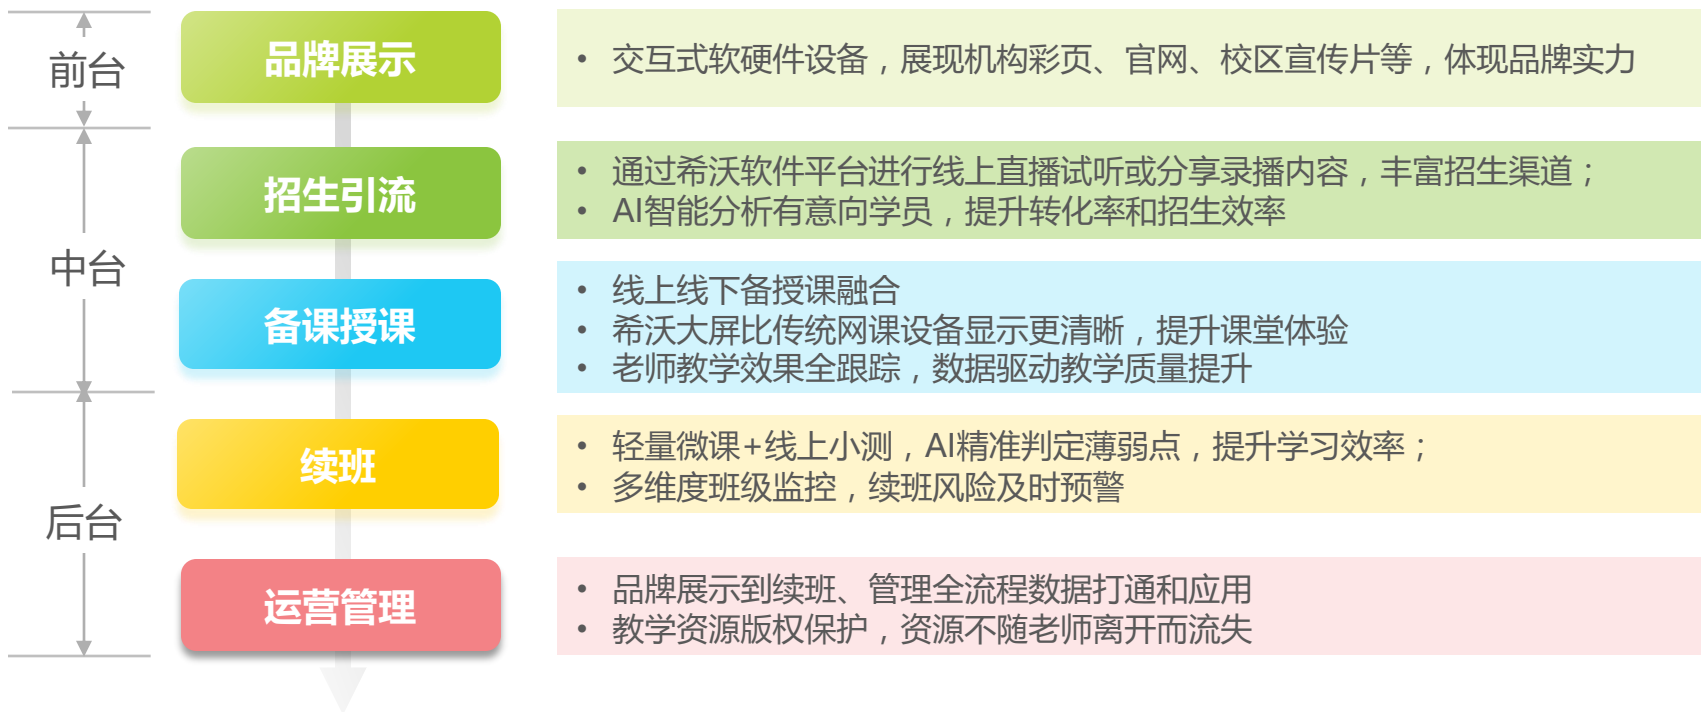 前台
品牌展示
• 交互式软硬件设备，展现机构彩页、官网、校区宣传片等，体现品牌实力
中台
招生引流
• 通过希沃软件平台进行线上直播试听或分享录播内容，丰富招生渠道；
• AI智能分析有意向学员，提升转化率和招生效率
备课授课
• 线上线下备授课融合
• 希沃大屏比传统网课设备显示更清晰，提升课堂体验
• 老师教学效果全跟踪，数据驱动教学质量提升
后台
续班
• 轻量微课+线上小测，AI精准判定薄弱点，提升学习效率；
• 多维度班级监控，续班风险及时预警
运营管理
• 品牌展示到续班、管理全流程数据打通和应用
• 教学资源版权保护，资源不随老师离开而流失